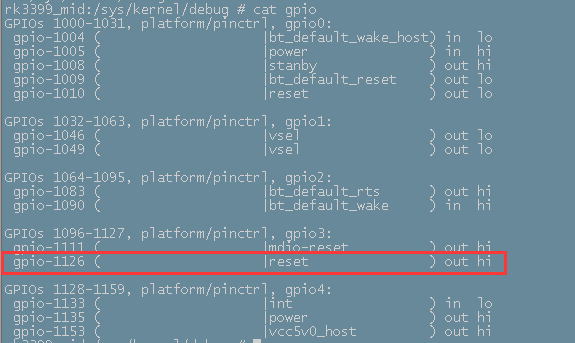 rk3399_mid:/sys/kernel/debug # cat gpio
GPIOs 1000-1031, platform/pinctrl, gpio0:
 gpio-1004 (                    |bt_default_wake_host) in  lo
 gpio-1005 (                    |power               ) in  hi
 gpio-1008 (                    |stanby              ) out hi
 gpio-1009 (                    |bt_default_reset    ) out lo
 gpio-1010 (                    |reset               ) out lo

GPIOs 1032-1063, platform/pinctrl, gpio1:
 gpio-1046 (                    |vsel                ) out lo
 gpio-1049 (                    |vsel                ) out lo

GPIOs 1064-1095, platform/pinctrl, gpio2:
 gpio-1083 (                    |bt_default_rts      ) out hi
 gpio-1090 (                    |bt_default_wake     ) in  hi

GPIOs 1096-1127, platform/pinctrl, gpio3:
 gpio-1111 (                    |mdio-reset          ) out hi
 gpio-1126 (                    |reset               ) out hi

GPIOs 1128-1159, platform/pinctrl, gpio4:
 gpio-1133 (                    |int                 ) out lo
 gpio-1135 (                    |power               ) out hi
 gpio-1153 (                    |vcc5v0_host         ) out hi